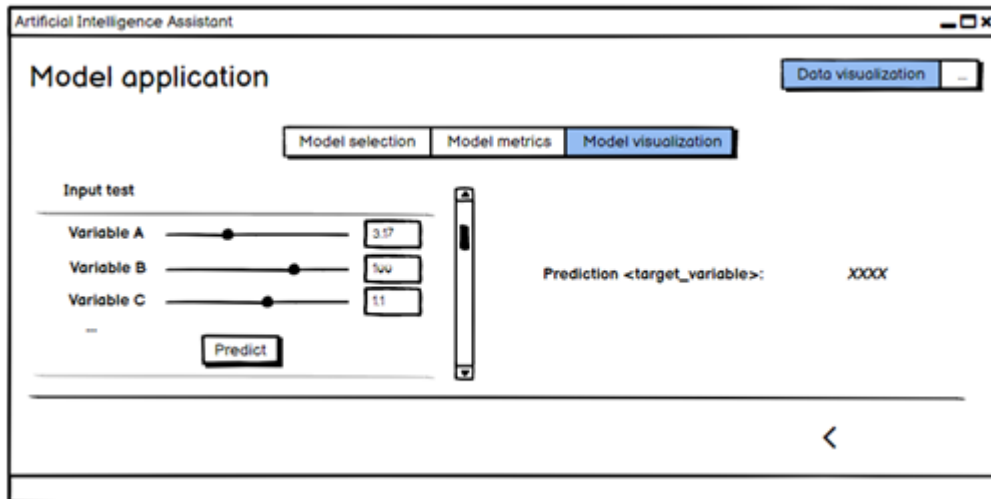 Artificial Intelligence Assistant
Model application
Data visualization ...
Model selection Model metrics Model visualization
Input test
Variable A 3.17
Variable B
Variable C 1.1
...
Predict
Prediction <target_variable>: XXXX